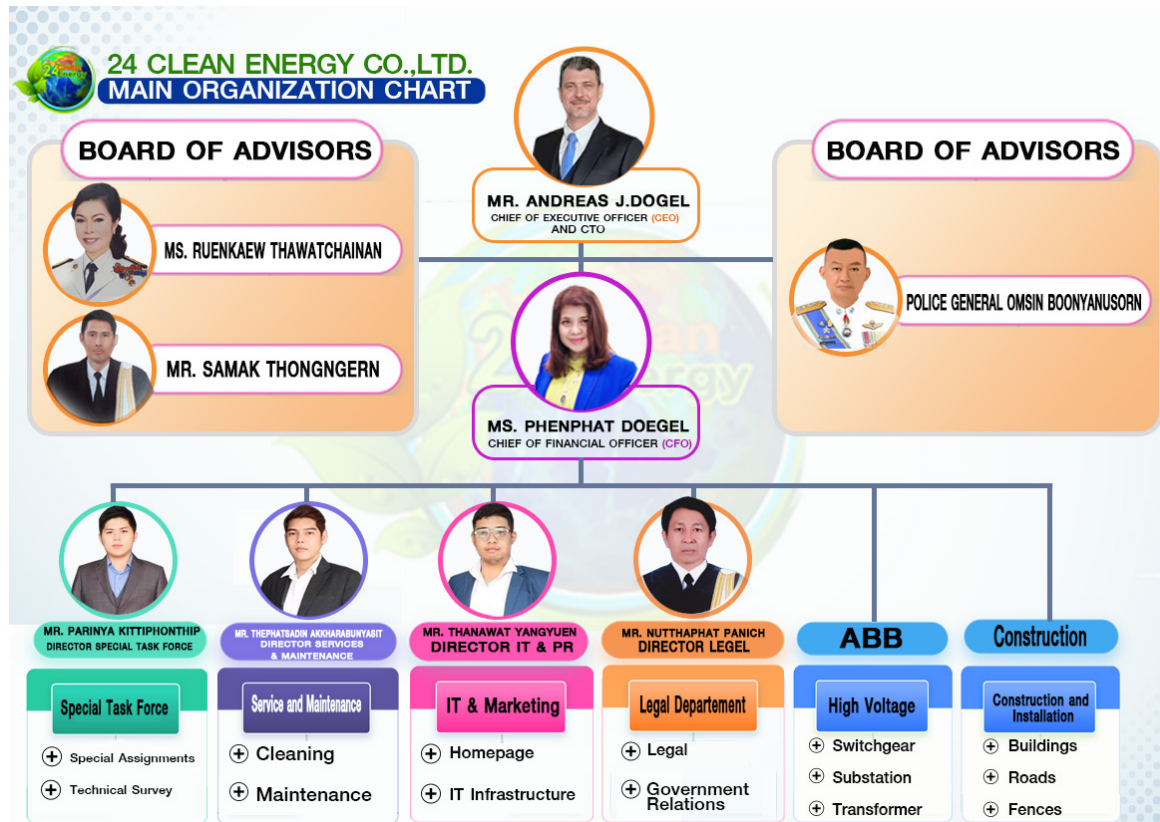 24 CLEAN ENERGY CO.,LTD.
MAIN ORGANIZATION CHART
MR. ANDREAS J.DOGEL
CHIEF OF EXECUTIVE OFFICER (CEO)
AND CTO
BOARD OF ADVISORS
MS. RUENKAEW THAWATCHAINAN
MR. SAMAK THONGNGERN
BOARD OF ADVISORS
POLICE GENERAL OMSIN BOONYANUSORN
MS. PHENPHAT DOEGEL
CHIEF OF FINANCIAL OFFICER (CFO)
MR. PARINYA KITTIPHONTHIP
DIRECTOR SPECIAL TASK FORCE
Special Task Force
Special Assignments
Technical Survey
MR. THEPHATSADIN AKKHARABUNYASIT
DIRECTOR SERVICES
& MAINTENANCE
Service and Maintenance
Cleaning
Maintenance
MR. THANAWAT YANGYUEN
DIRECTOR IT & PR
IT & Marketing
Homepage
IT Infrastructure
MR. NUTTHAPHAT PANICH
DIRECTOR LEGEL
Legal Departement
Legal
Government
Relations
ABB
High Voltage
Switchgear
Substation
Transformer
Construction
Construction and
Installation
Buildings
Roads
Fences